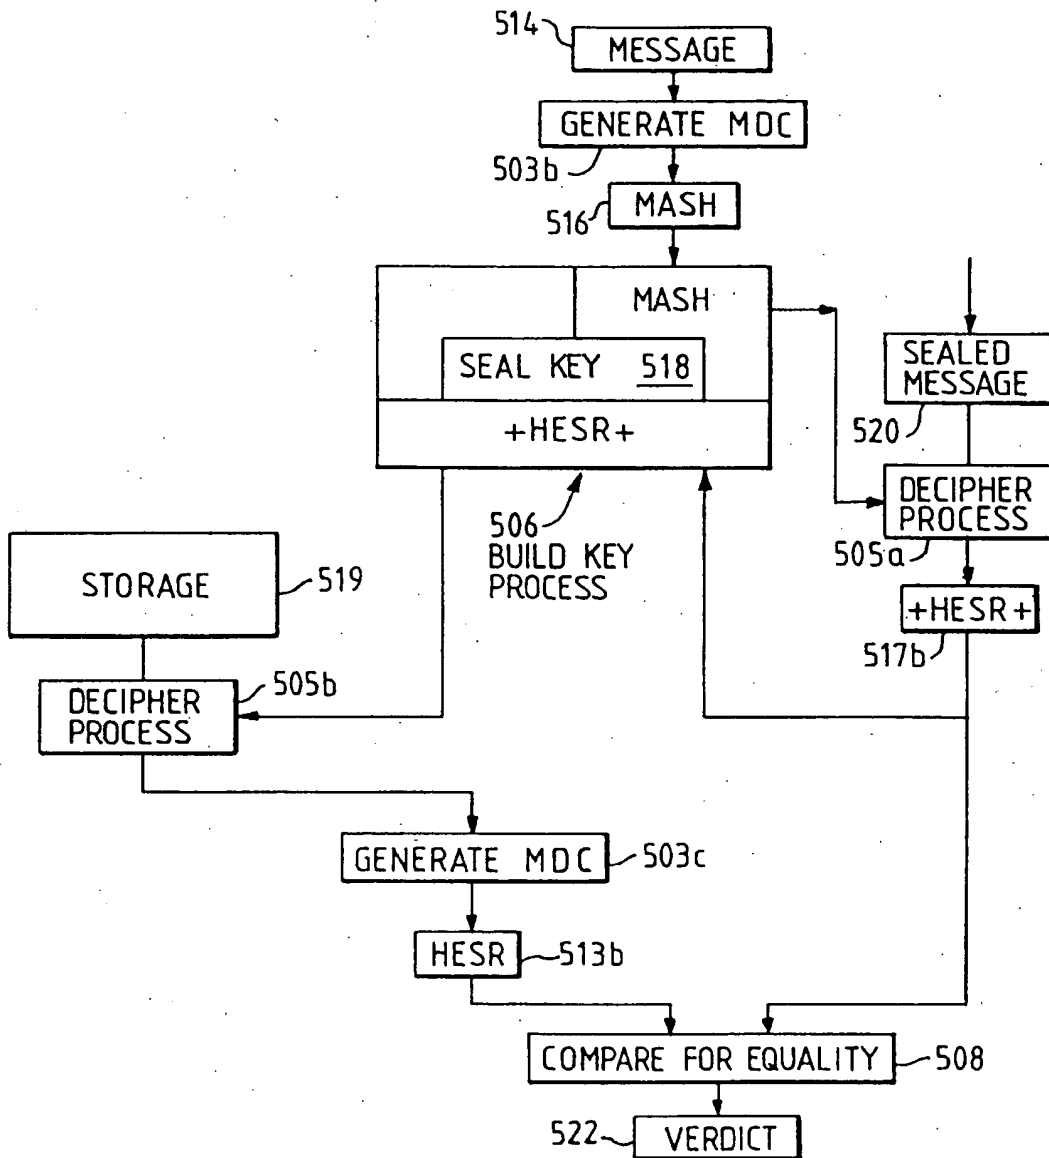 514
MESSAGE
GENERATE MDC
503b
MASH
516
MASH
SEAL KEY 518
+HESR+
506
BUILD KEY
PROCESS
SEALED
MESSAGE
520
DECIPHER
PROCESS
505a
+HESR+
517b
STORAGE
519
DECIPHER
PROCESS
505b
GENERATE MDC
503c
HESR
513b
COMPARE FOR EQUALITY
508
522
VERDICT